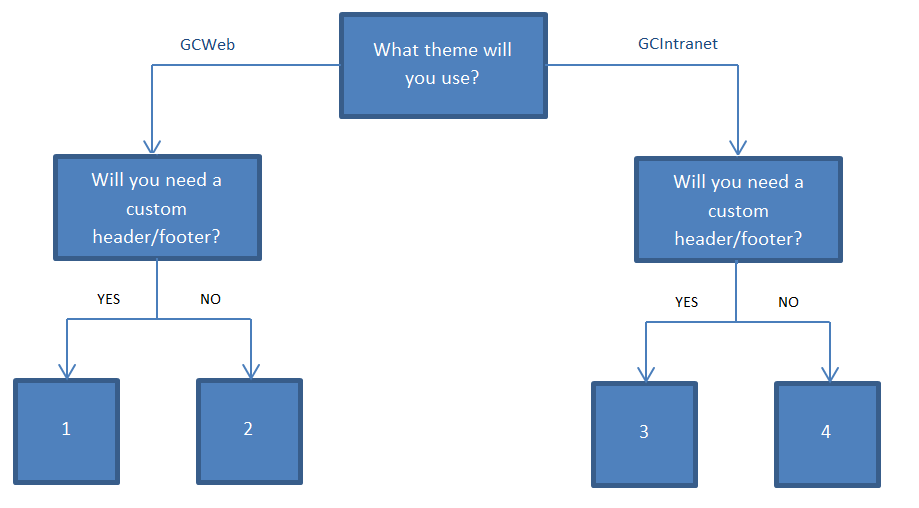 GCWeb
What theme will
you use?
GCIntranet
Will you need a
custom
header/footer?
Will you need a
custom
header/footer?
YES
NO
YES
NO
1
2
3
4